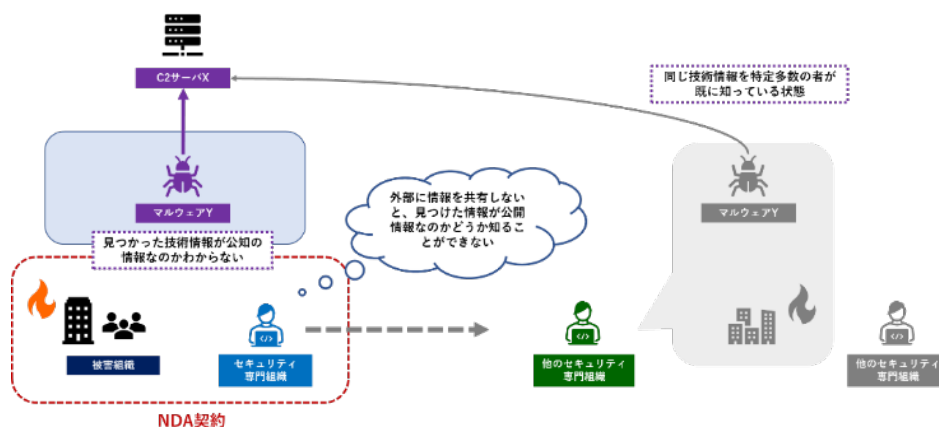 C2サーバX
同じ技術情報を特定多数の者が
既に知っている状態
マルウェアY
マルウェアY
外部に情報を共有しない
と、見つけた情報が公開
情報なのかどうか知るこ
とができない
見つかった技術情報が公知の
情報なのかわからない
被害組織
セキュリティ
専門組織
他のセキュリティ
専門組織
他のセキュリティ
専門組織
NDA契約